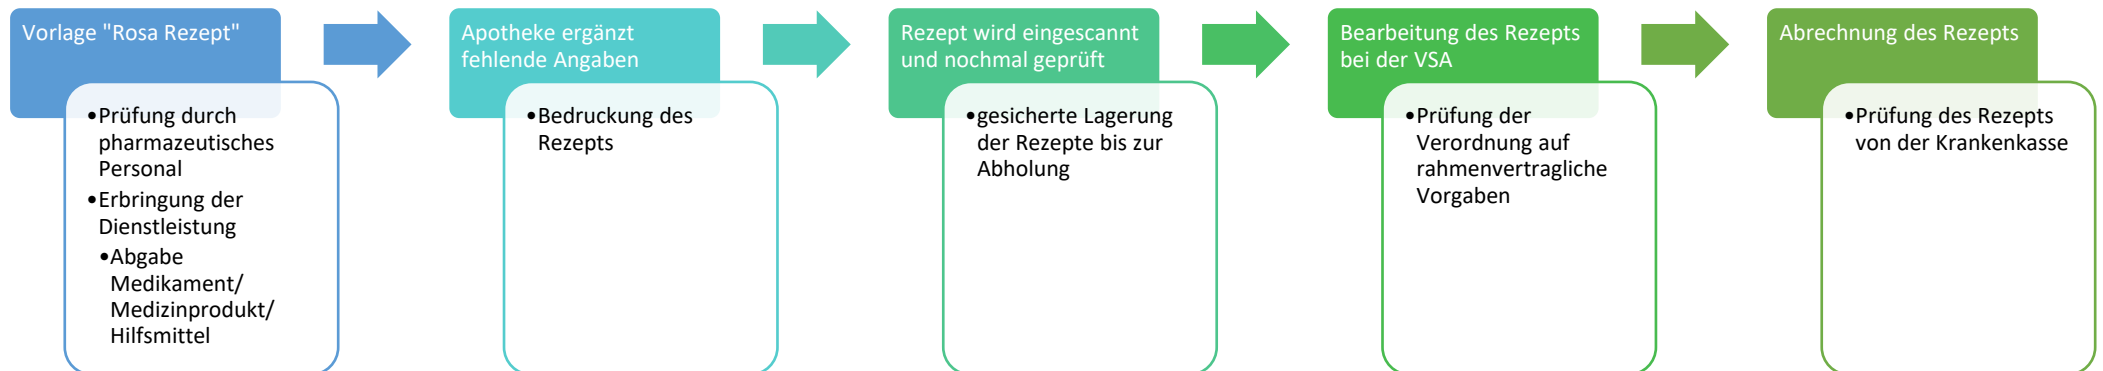 Vorlage "Rosa Rezept"
•Prüfung durch
pharmazeutisches
Personal
•Erbringung der
Dienstleistung
•Abgabe
Medikament/
Medizinprodukt/
Hilfsmittel
Apotheke ergänzt
fehlende Angaben
•Bedruckung des
Rezepts
Rezept wird eingescannt
und nochmal geprüft
•gesicherte Lagerung
der Rezepte bis zur
Abholung
Bearbeitung des Rezepts
bei der VSA
•Prüfung der
Verordnung auf
rahmenvertragliche
Vorgaben
Abrechnung des Rezepts
•Prüfung des Rezepts
von der Krankenkasse